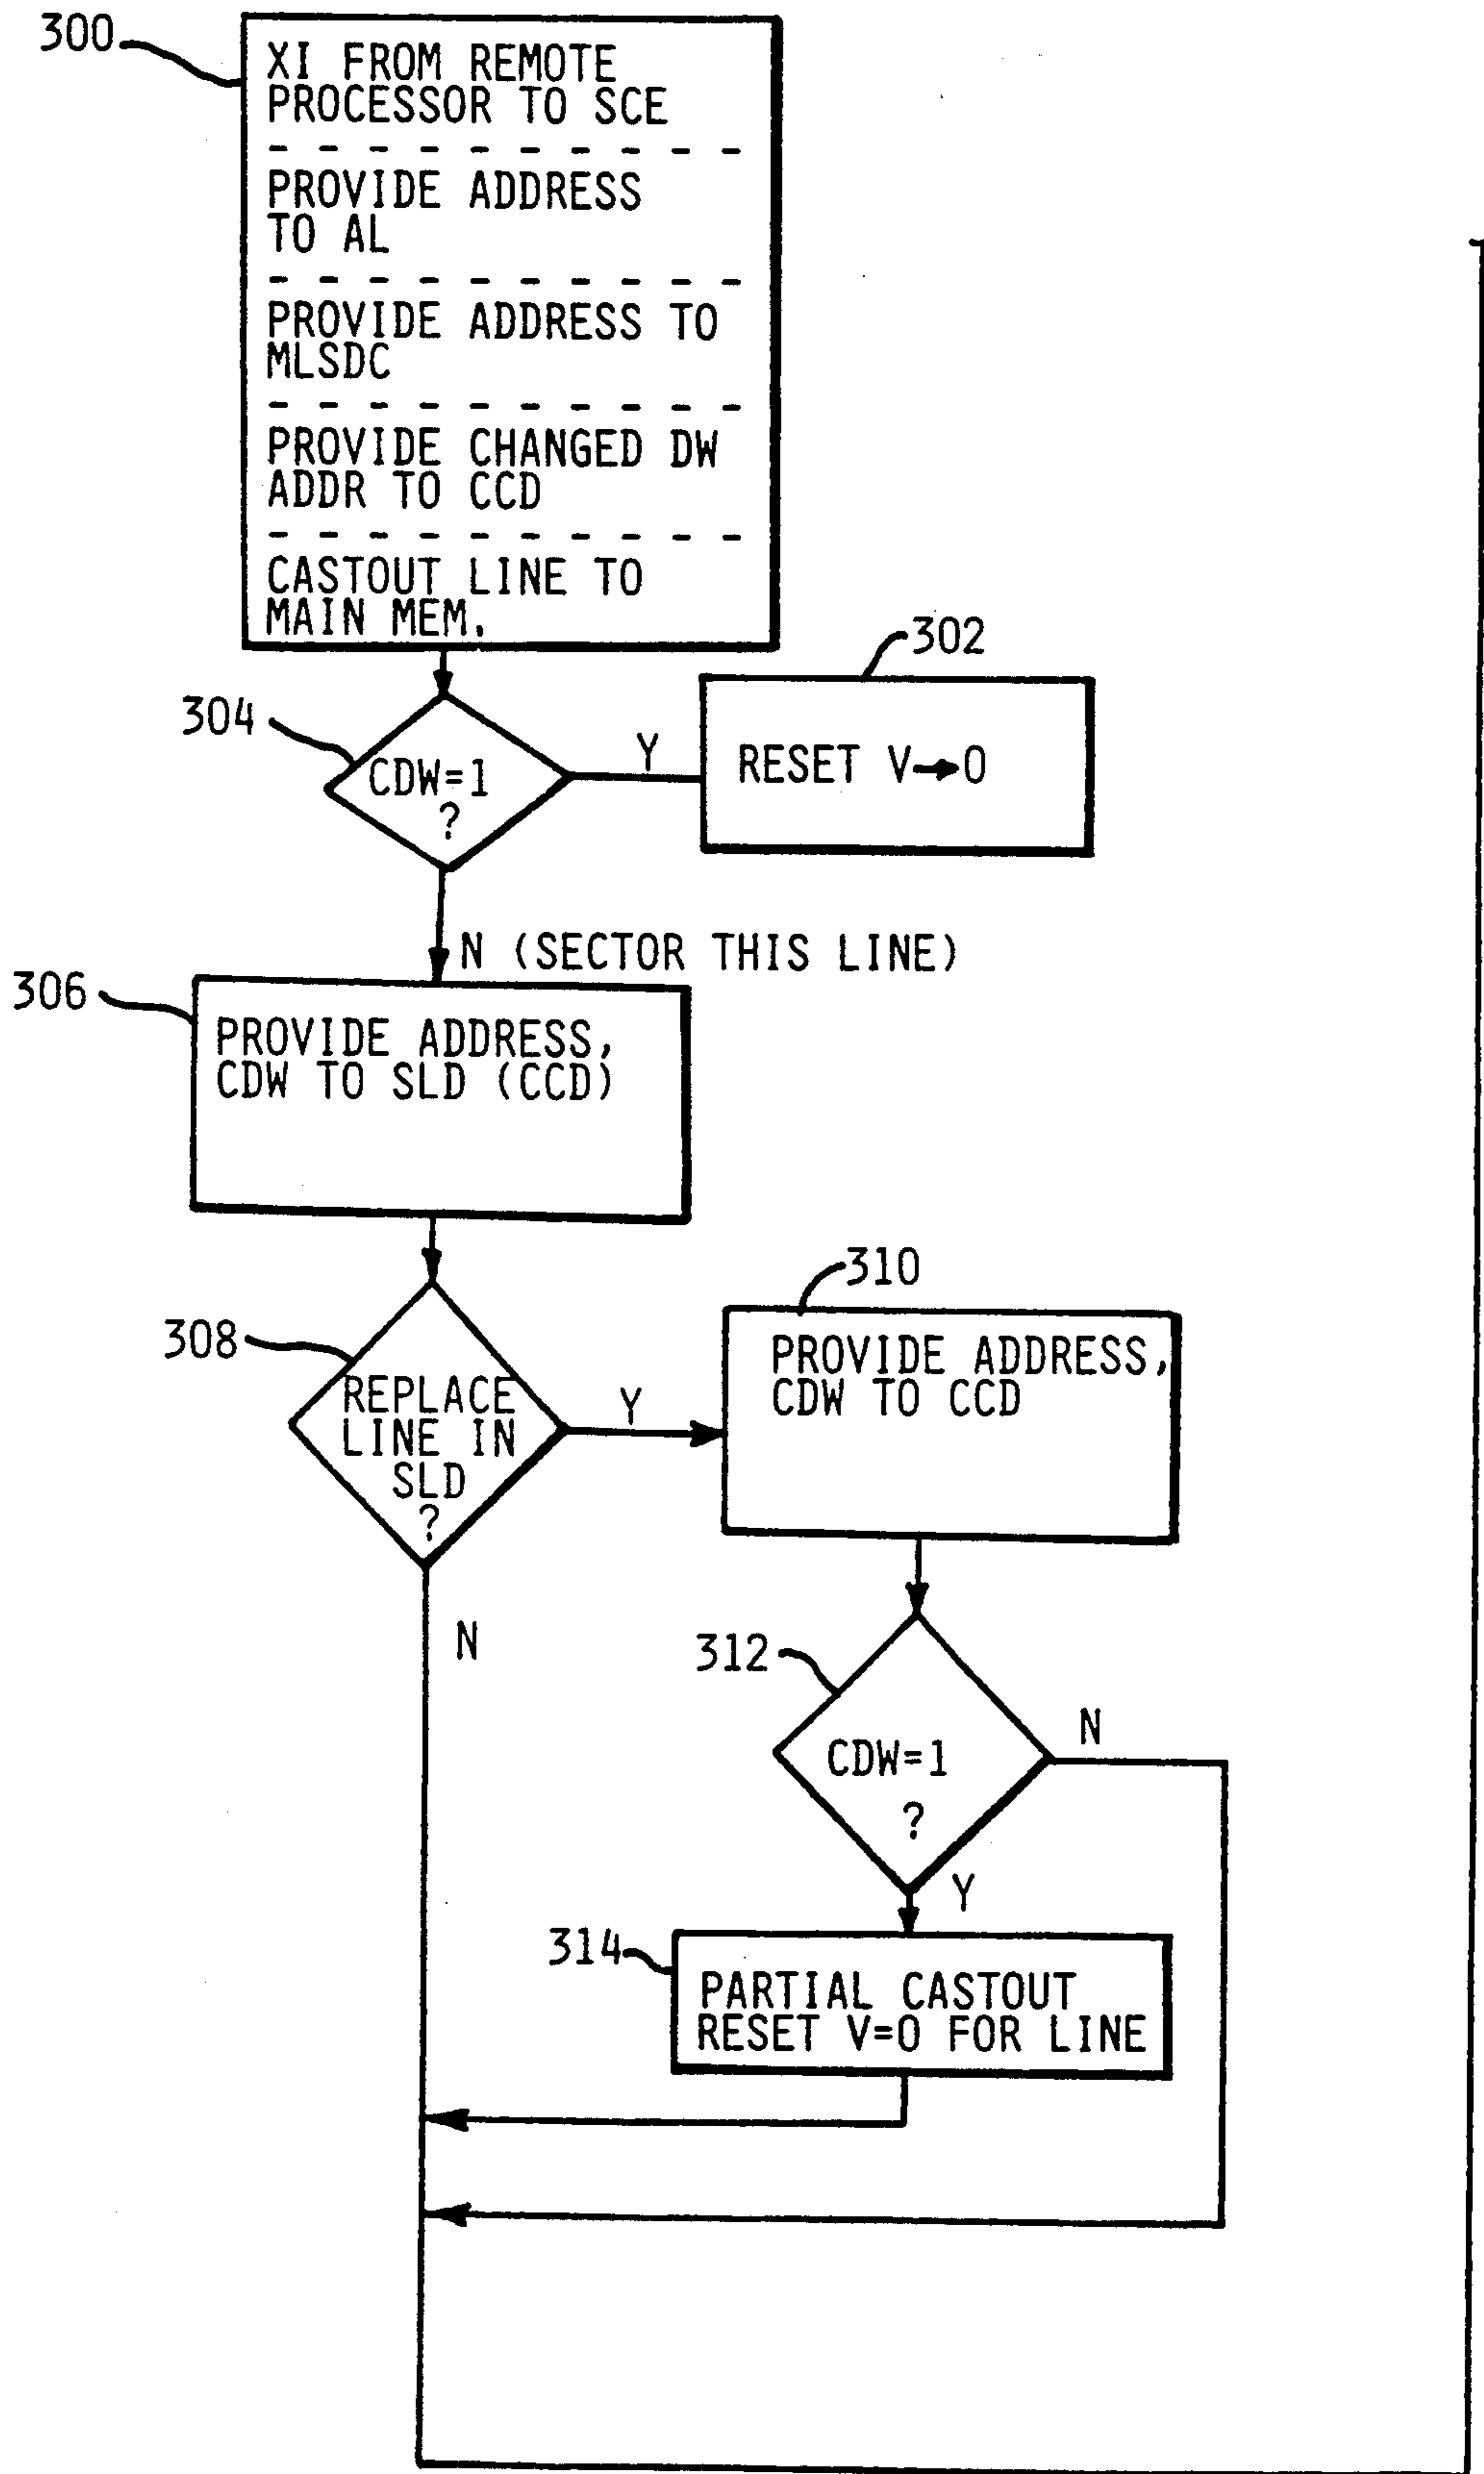 300
XI FROM REMOTE
PROCESSOR TO SCE
PROVIDE ADDRESS
TO AL
PROVIDE ADDRESS TO
MLSDC
PROVIDE CHANGED DW
ADDR TO CCD
CASTOUT LINE TO
MAIN MEM.
302
304
CDW=1
?
Y
RESET V→0
N (SECTOR THIS LINE)
306
PROVIDE ADDRESS,
CDW TO SLD (CCD)
308
REPLACE
LINE IN
SLD
?
Y
N
310
PROVIDE ADDRESS,
CDW TO CCD
312
CDW=1
?
N
Y
314
PARTIAL CASTOUT
RESET V=0 FOR LINE